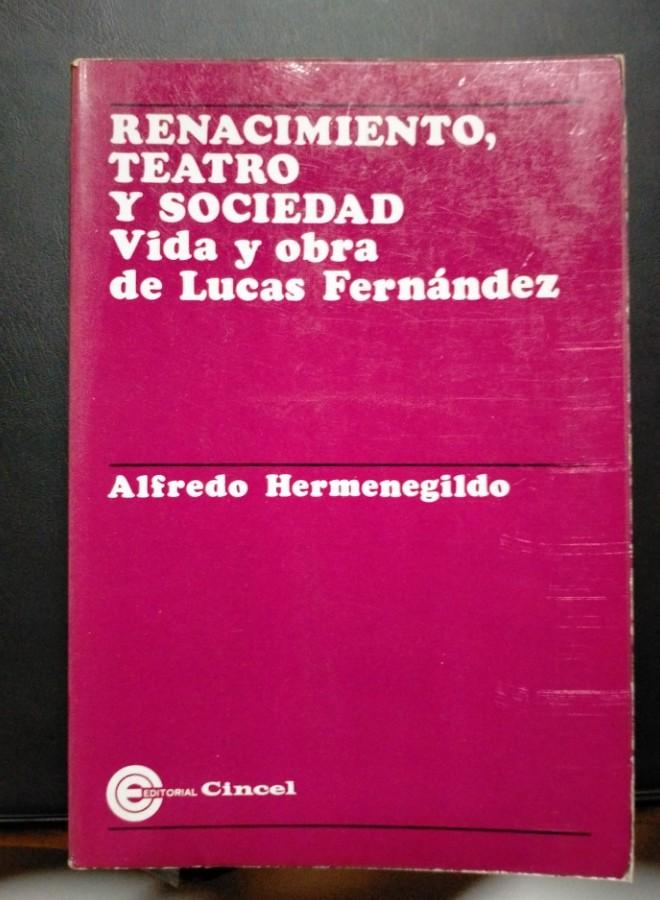 RENACIMIENTO,
TEATRO
Y SOCIEDAD
Vida y obra
de Lucas Fernández
Alfredo Hermenegildo
EDITORIAL Cincel